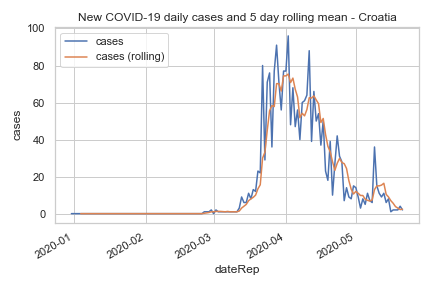 New COVID-19 daily cases and 5 day rolling mean - Croatia
cases
cases (rolling)
100
80
60
40
20
0
cases
2020-01
2020-02
2020-03
2020-04
2020-05
dateRep